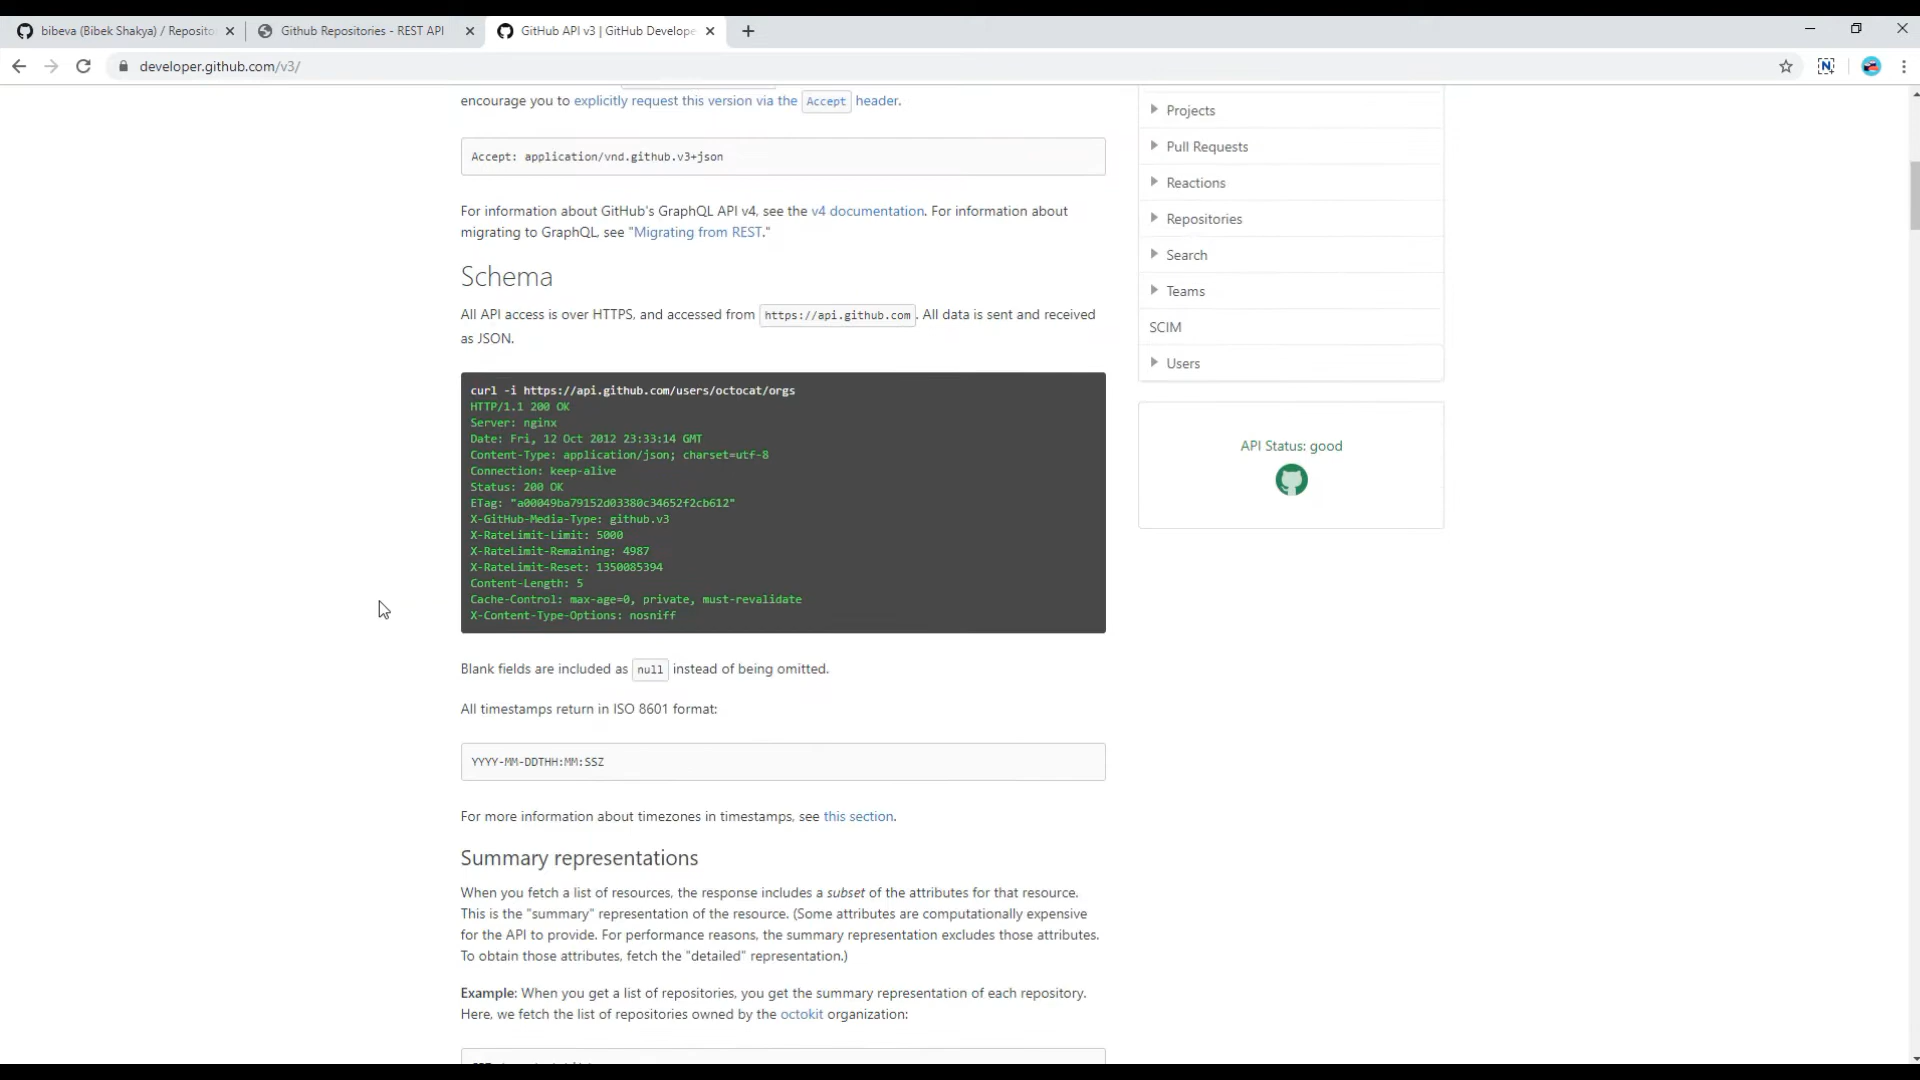 bibeva (Bibek Shakya) / Reposito
Github Repositories - REST API
GitHub API v3 | GitHub Develope
developer.github.com/v3/
encourage you to explicitly request this version via the Accept header.
Accept: application/vnd.github.v3+json
For information about GitHub's GraphQL API v4, see the v4 documentation. For information about
migrating to GraphQL, see "Migrating from REST."
Schema
All API access is over HTTPS, and accessed from https://api.github.com. All data is sent and received
as JSON.
curl -i https://api.github.com/users/octocat/orgs
HTTP/1.1 200 OK
Server: nginx
Date: Fri, 12 Oct 2012 23:33:14 GMT
Content-Type: application/json; charset=utf-8
Connection: keep-alive
Status: 200 OK
ETag: "a00049ba79152d03380c34652f2cb612"
X-GitHub-Media-Type: github.v3
X-RateLimit-Limit: 5000
X-RateLimit-Remaining: 4987
X-RateLimit-Reset: 1350085394
Content-Length: 5
Cache-Control: max-age=0, private, must-revalidate
X-Content-Type-Options: nosniff
Blank fields are included as null instead of being omitted.
All timestamps return in ISO 8601 format:
YYYY-MM-DDTHH:MM:SSZ
For more information about timezones in timestamps, see this section.
Summary representations
When you fetch a list of resources, the response includes a subset of the attributes for that resource.
This is the "summary" representation of the resource. (Some attributes are computationally expensive
for the API to provide. For performance reasons, the summary representation excludes those attributes.
To obtain those attributes, fetch the "detailed" representation.)
Example: When you get a list of repositories, you get the summary representation of each repository.
Here, we fetch the list of repositories owned by the octokit organization:
Projects
Pull Requests
Reactions
Repositories
Search
Teams
SCIM
Users
API Status: good